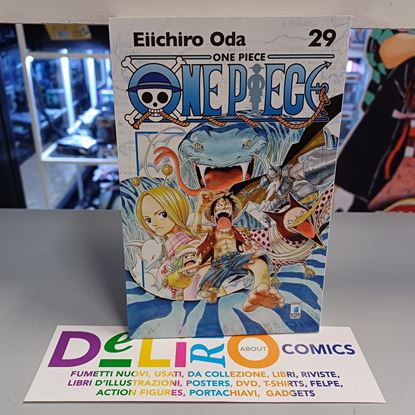 Eiichiro Oda 29
ONE PIECE
ONE PIECE
DeLiRiO ABOUT COMICS
FUMETTI NUOVI, USATI, DA COLLEZIONE, LIBRI, RIVISTE,
LIBRI D'ILLUSTRAZIONI, POSTERS, DVD, T-SHIRTS, FELPE,
ACTION FIGURES, PORTACHIAVI, GADGETS